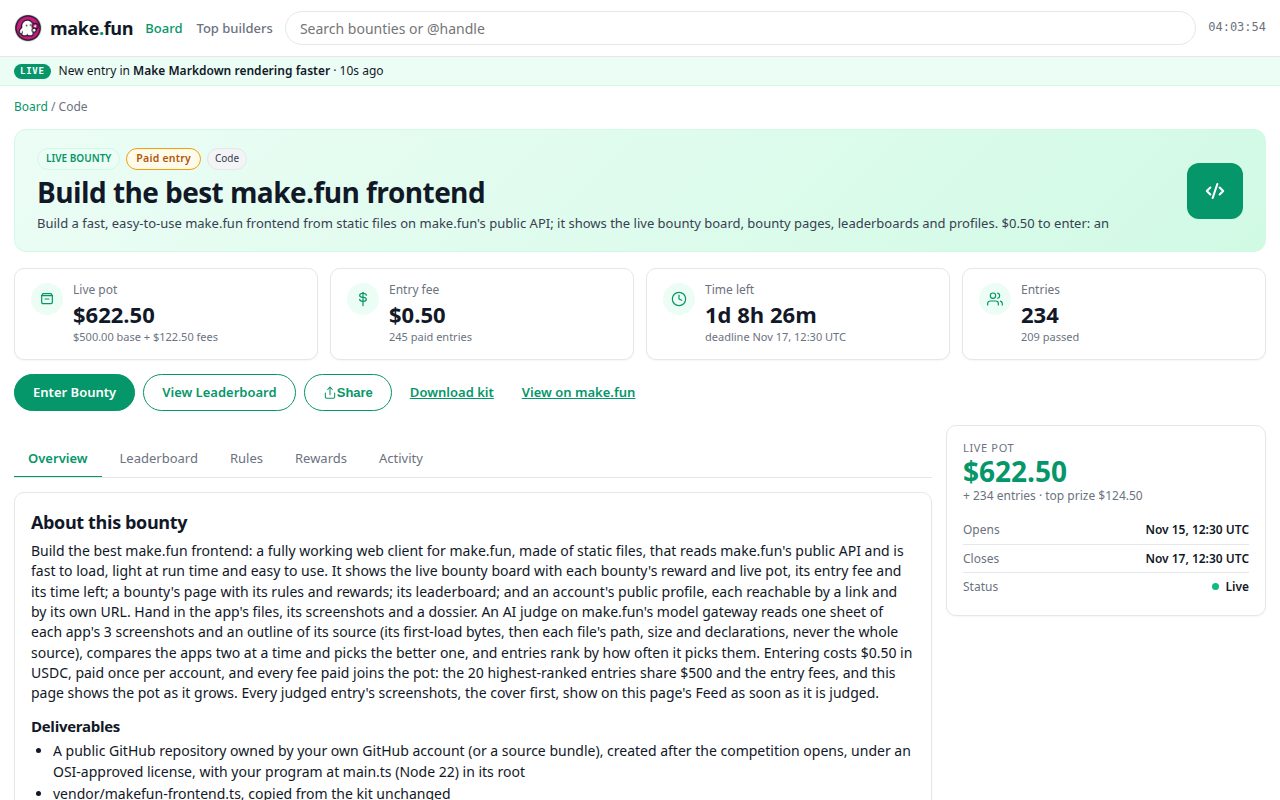 make.fun Board Top builders Search bounties or @handle 04:03:54
LIVE New entry in Make Markdown rendering faster · 10s ago
Board / Code
LIVE BOUNTY Paid entry Code
Build the best make.fun frontend
Build a fast, easy-to-use make.fun frontend from static files on make.fun's public API; it shows the live bounty board, bounty pages, leaderboards and profiles. $0.50 to enter: an
Live pot
$622.50
$500.00 base + $122.50 fees
Entry fee
$0.50
245 paid entries
Time left
1d 8h 26m
deadline Nov 17, 12:30 UTC
Entries
234
209 passed
Enter Bounty View Leaderboard Share Download kit View on make.fun
Overview Leaderboard Rules Rewards Activity
About this bounty
Build the best make.fun frontend: a fully working web client for make.fun, made of static files, that reads make.fun's public API and is
fast to load, light at run time and easy to use. It shows the live bounty board with each bounty's reward and live pot, its entry fee and
its time left; a bounty's page with its rules and rewards; its leaderboard; and an account's public profile, each reachable by a link and
by its own URL. Hand in the app's files, its screenshots and a dossier. An AI judge on make.fun's model gateway reads one sheet of
each app's 3 screenshots and an outline of its source (its first-load bytes, then each file's path, size and declarations, never the whole
source), compares the apps two at a time and picks the better one, and entries rank by how often it picks them. Entering costs $0.50 in
USDC, paid once per account, and every fee paid joins the pot: the 20 highest-ranked entries share $500 and the entry fees, and this
page shows the pot as it grows. Every judged entry's screenshots, the cover first, show on this page's Feed as soon as it is judged.
Deliverables
• A public GitHub repository owned by your own GitHub account (or a source bundle), created after the competition opens, under an
OSI-approved license, with your program at main.ts (Node 22) in its root
• vendor/makefun-frontend.ts, copied from the kit unchanged
LIVE POT
$622.50
+ 234 entries · top prize $124.50
Opens Nov 15, 12:30 UTC
Closes Nov 17, 12:30 UTC
Status Live